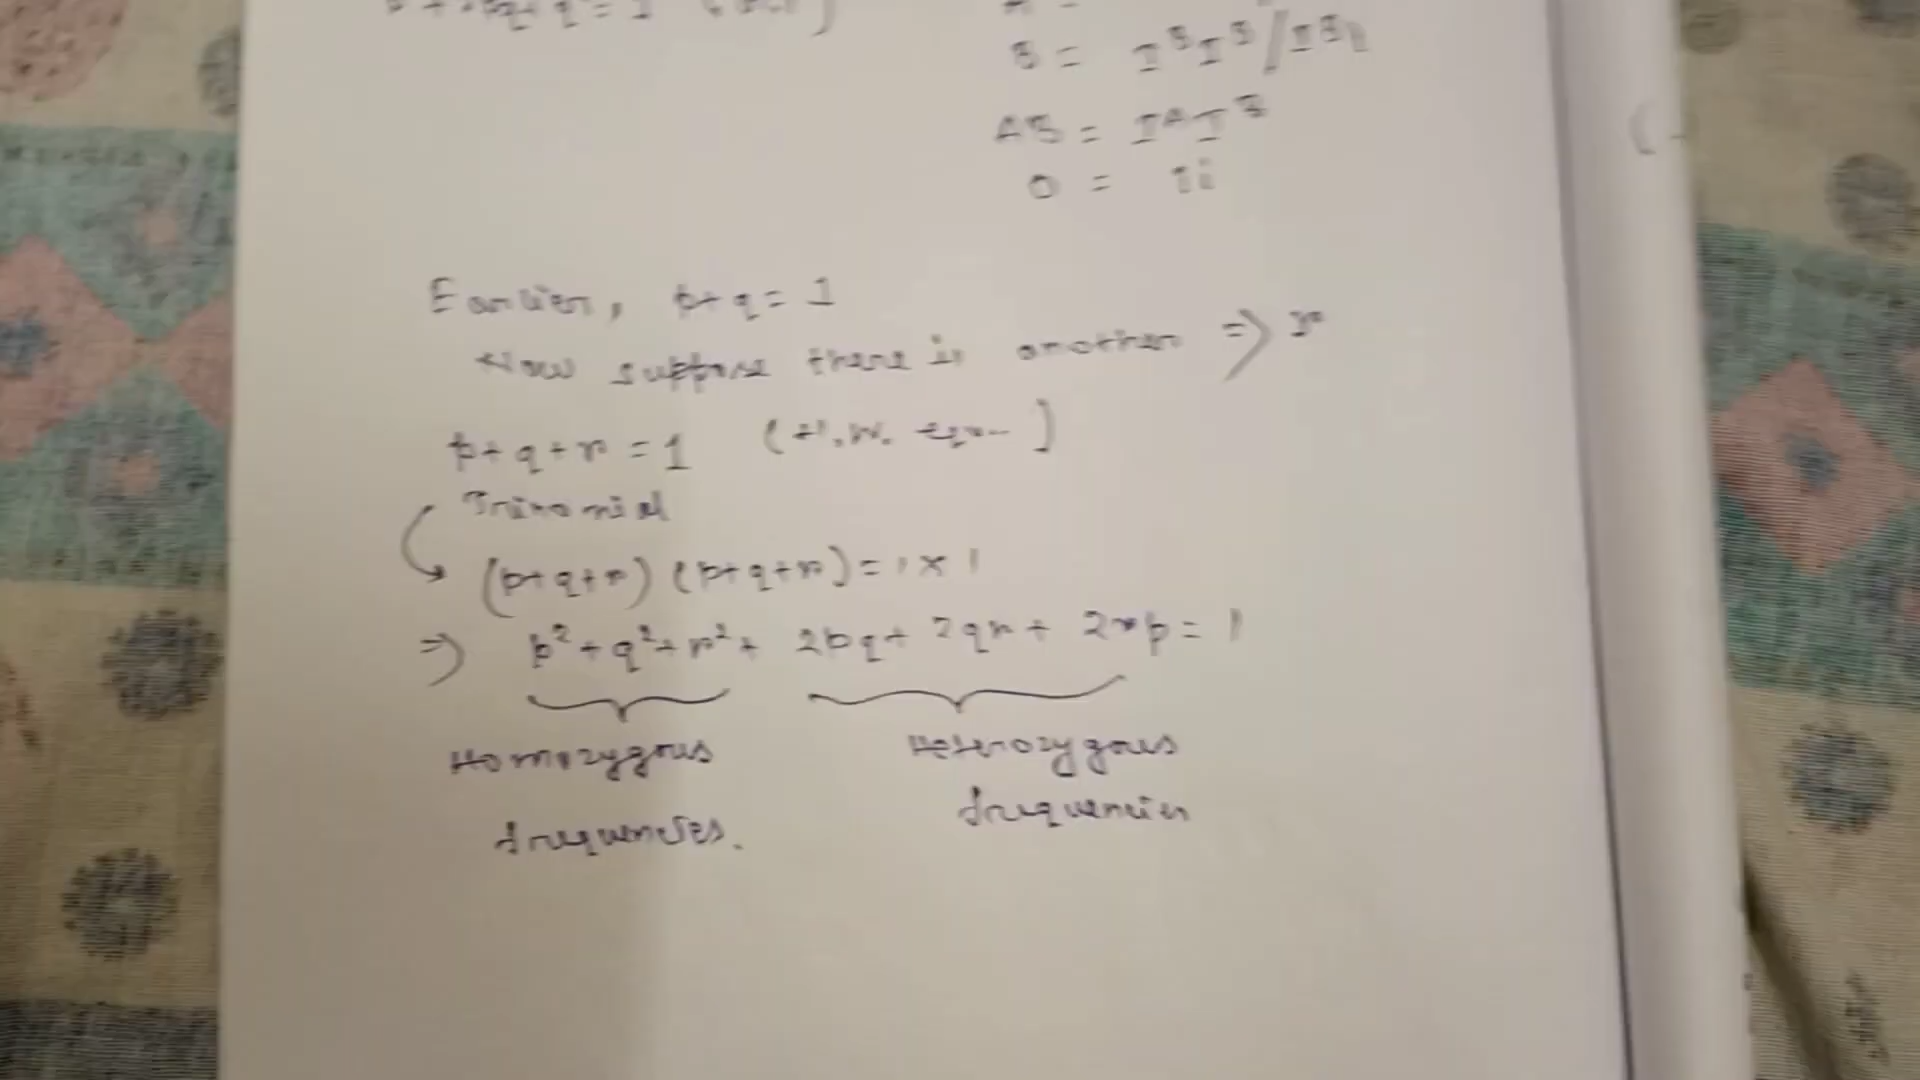 B = I^B I^B / I^B i
AB = I^A I^B
O = ii
Earlier, p+q=1
Now suppose there is another => r
p+q+r = 1 (H.W. eqn.)
Trinomial
(p+q+r) (p+q+r) = 1 x 1
=> p²+q²+r²+ 2pq+ 2qr + 2rp = 1
Homozygous Heterozygous
frequencies. frequencies